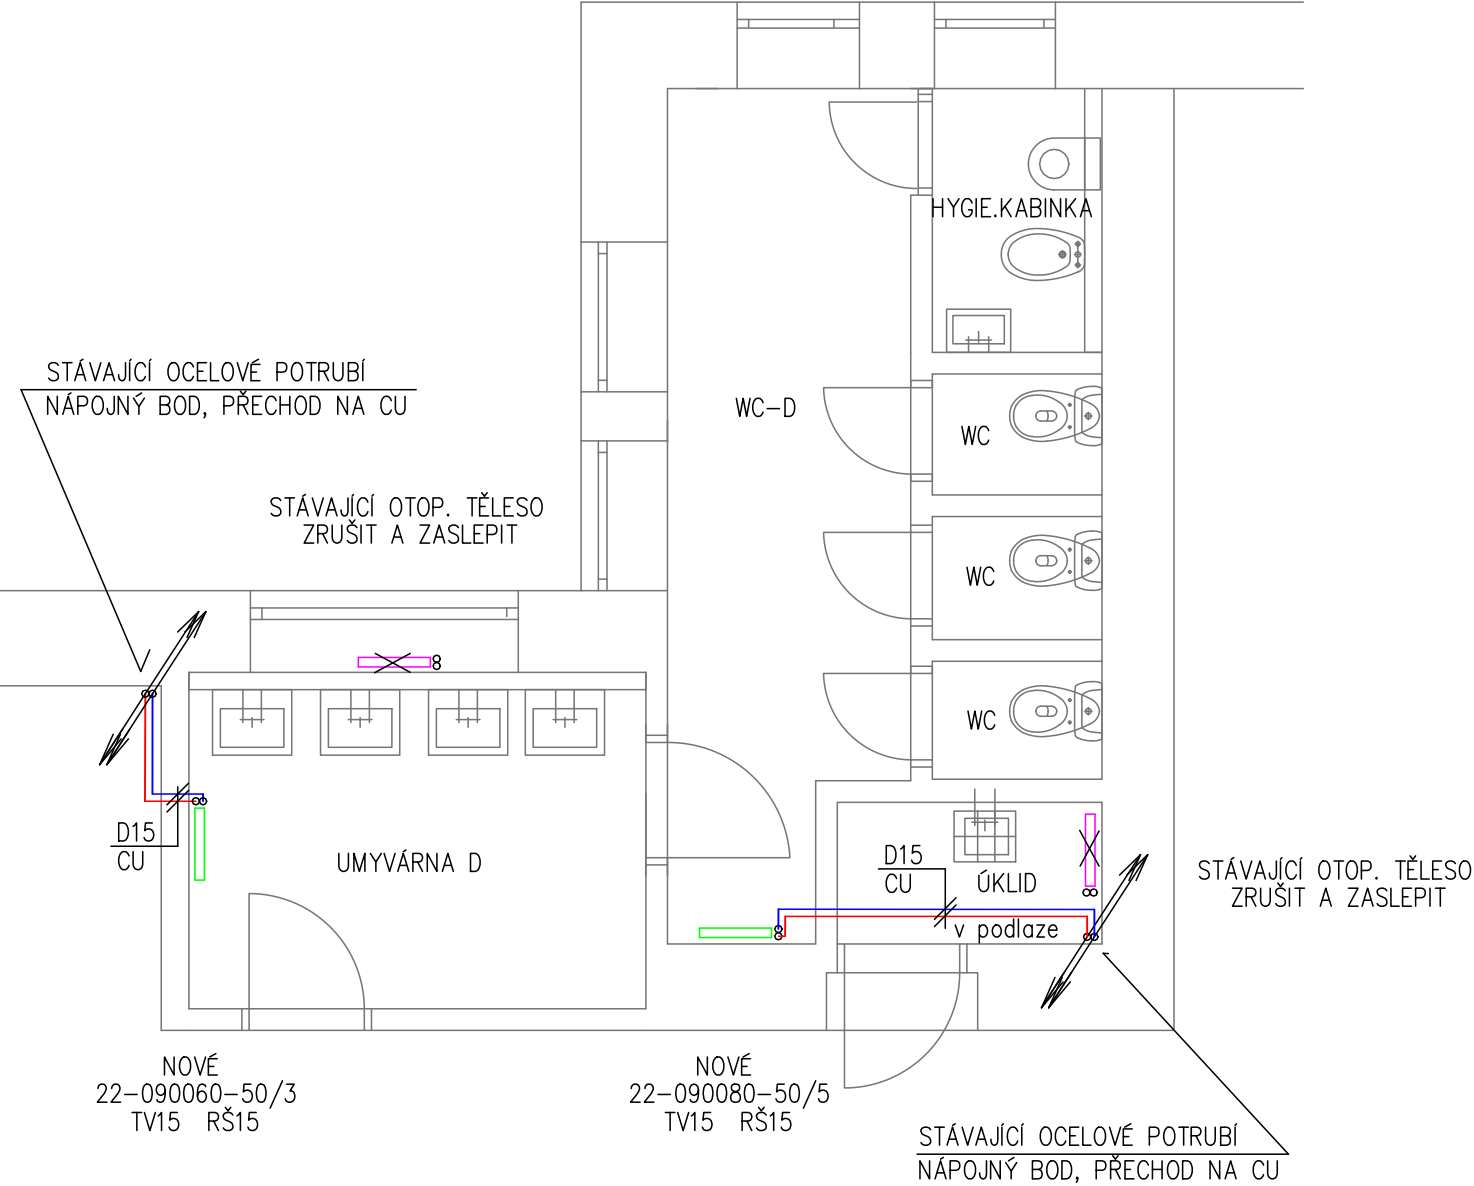 HYGIE.KABINKA
STÁVAJÍCÍ OCELOVÉ POTRUBÍ
NÁPOJNÝ BOD, PŘECHOD NA CU
WC-D
WC
STÁVAJÍCÍ OTOP. TĚLESO
ZRUŠIT A ZASLEPIT
WC
WC
D15
CU
UMYVÁRNA D
D15
CU
ÚKLID
v podlaze
STÁVAJÍCÍ OTOP. TĚLESO
ZRUŠIT A ZASLEPIT
NOVÉ
22-090060-50/3
TV15 RŠ15
NOVÉ
22-090080-50/5
TV15 RŠ15
STÁVAJÍCÍ OCELOVÉ POTRUBÍ
NÁPOJNÝ BOD, PŘECHOD NA CU